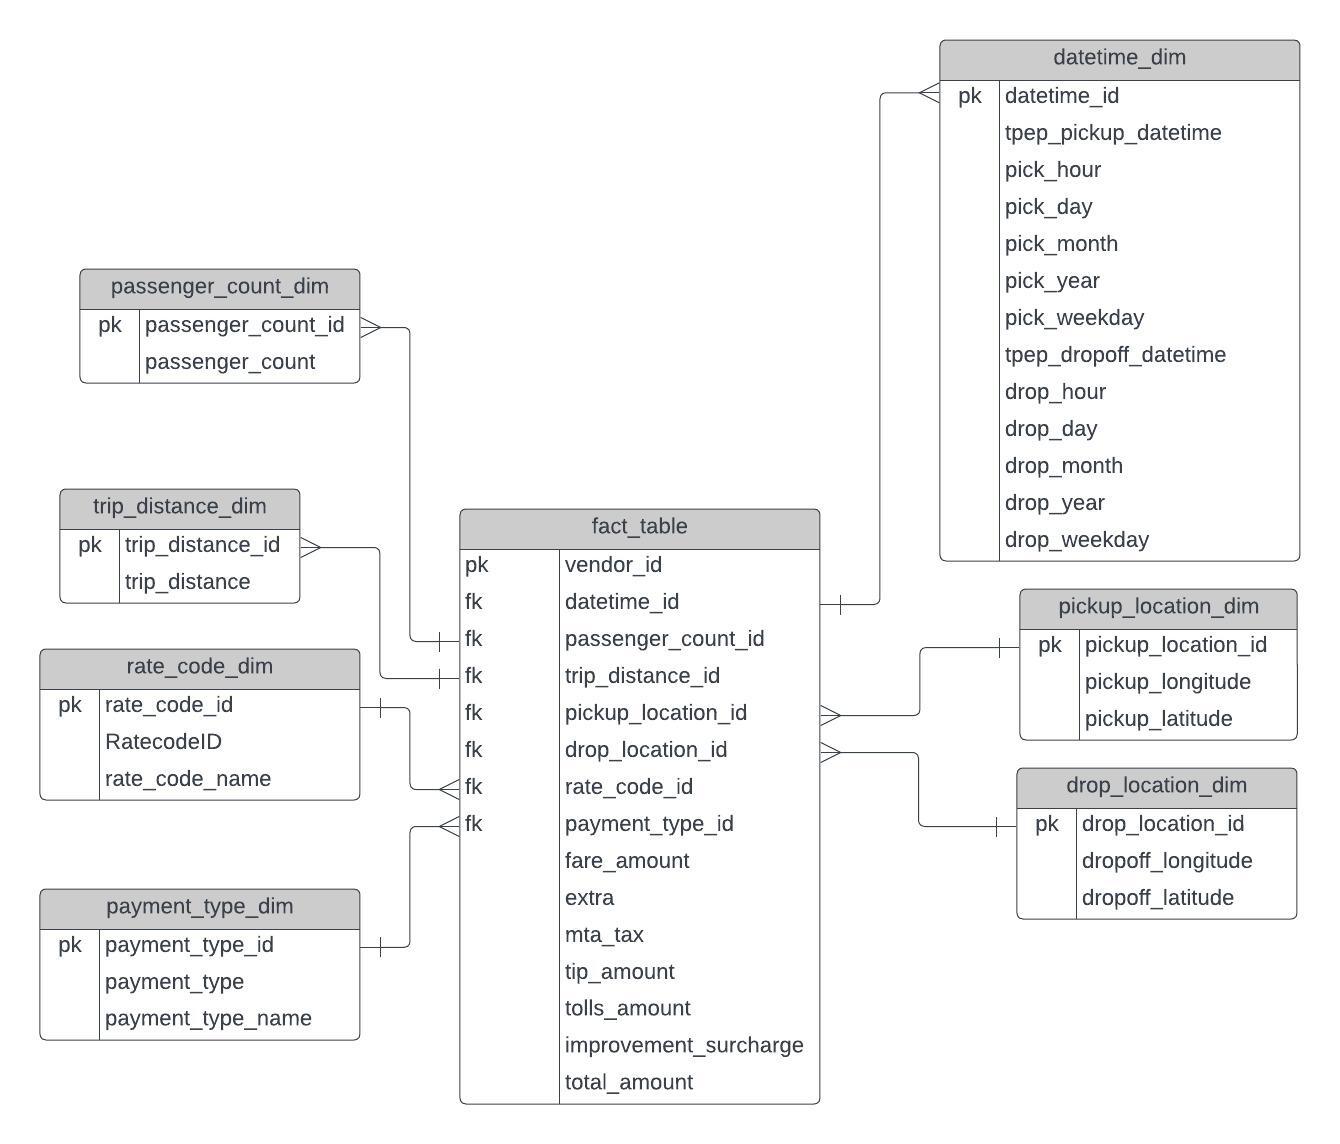 datetime_dim
pk datetime_id
tpep_pickup_datetime
pick_hour
pick_day
pick_month
pick_year
pick_weekday
tpep_dropoff_datetime
drop_hour
drop_day
drop_month
drop_year
drop_weekday
passenger_count_dim
pk passenger_count_id
passenger_count
trip_distance_dim
pk trip_distance_id
trip_distance
rate_code_dim
pk rate_code_id
RatecodeID
rate_code_name
payment_type_dim
pk payment_type_id
payment_type
payment_type_name
fact_table
pk vendor_id
fk datetime_id
fk passenger_count_id
fk trip_distance_id
fk pickup_location_id
fk drop_location_id
fk rate_code_id
fk payment_type_id
fare_amount
extra
mta_tax
tip_amount
tolls_amount
improvement_surcharge
total_amount
pickup_location_dim
pk pickup_location_id
pickup_longitude
pickup_latitude
drop_location_dim
pk drop_location_id
dropoff_longitude
dropoff_latitude